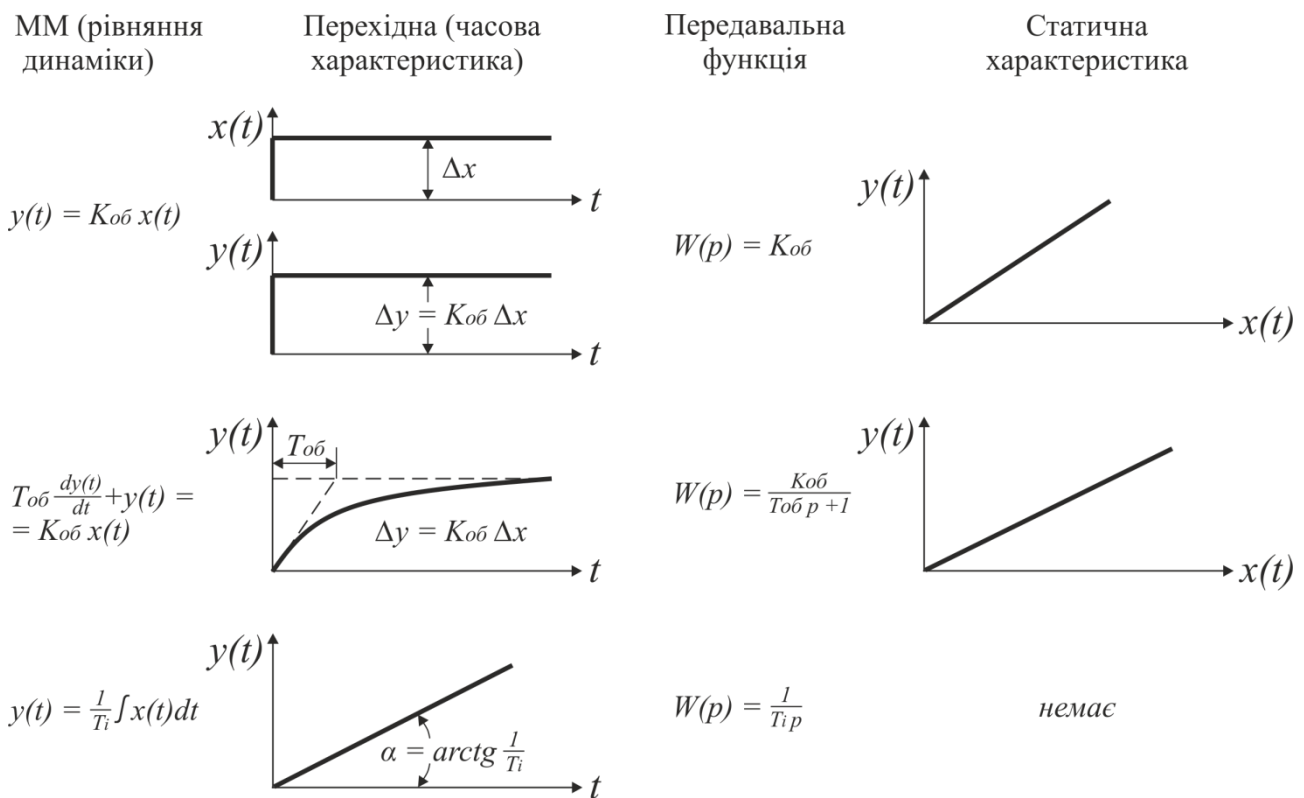 ММ (рівняння динаміки)
Перехідна (часова характеристика)
Передавальна функція
Статична характеристика
x(t)
Δx
t
y(t) = Kоб x(t)
y(t)
Δy = Kоб Δx
t
W(p) = Kоб
y(t)
x(t)
y(t)
Tоб
Tоб dy(t)/dt +y(t) =
= Kоб x(t)
Δy = Kоб Δx
t
W(p) = Kоб/Tоб p +1
y(t)
x(t)
y(t)
y(t) = 1/Ti ∫ x(t)dt
α = arctg 1/Ti
t
W(p) = 1/Ti p
немає